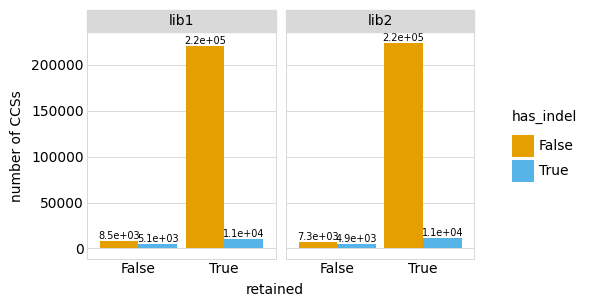 lib1 lib2
number of CCSs
200000
150000
100000
50000
0
8.5e+03 5.1e+03 2.2e+05 1.1e+04
7.3e+03 4.9e+03 2.2e+05 1.1e+04
False True False True
retained
has_indel
False
True